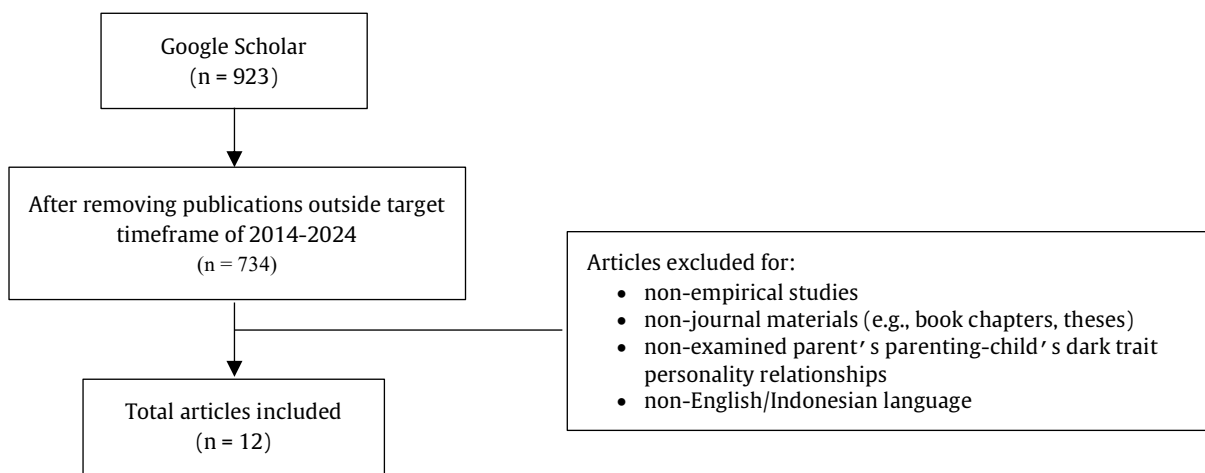 Google Scholar
(n = 923)
After removing publications outside target
timeframe of 2014-2024
(n = 734)
Articles excluded for:
• non-empirical studies
• non-journal materials (e.g., book chapters, theses)
• non-examined parent′s parenting-child′s dark trait
personality relationships
• non-English/Indonesian language
Total articles included
(n = 12)